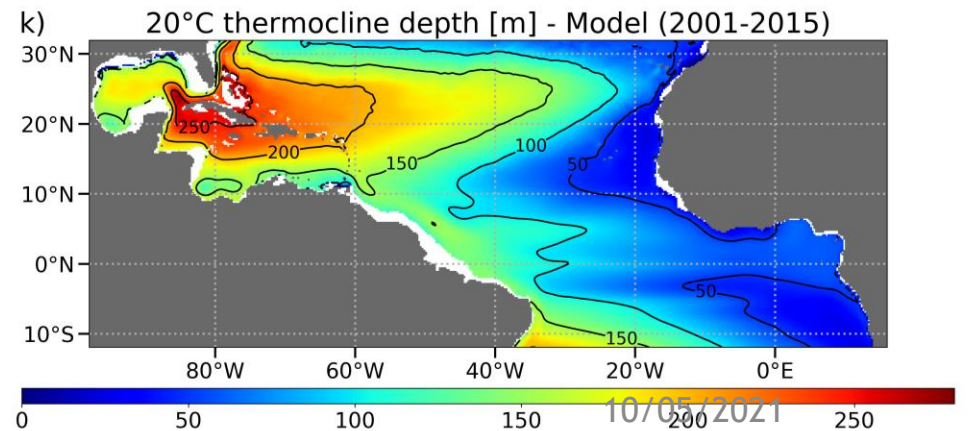 k) 20°C thermocline depth [m] - Model (2001-2015)
30°N
20°N
10°N
0°N
10°S
250
200
150
100
50
50
150
80°W 60°W 40°W 20°W 0°E
0 50 100 150 200 250
10/05/2021